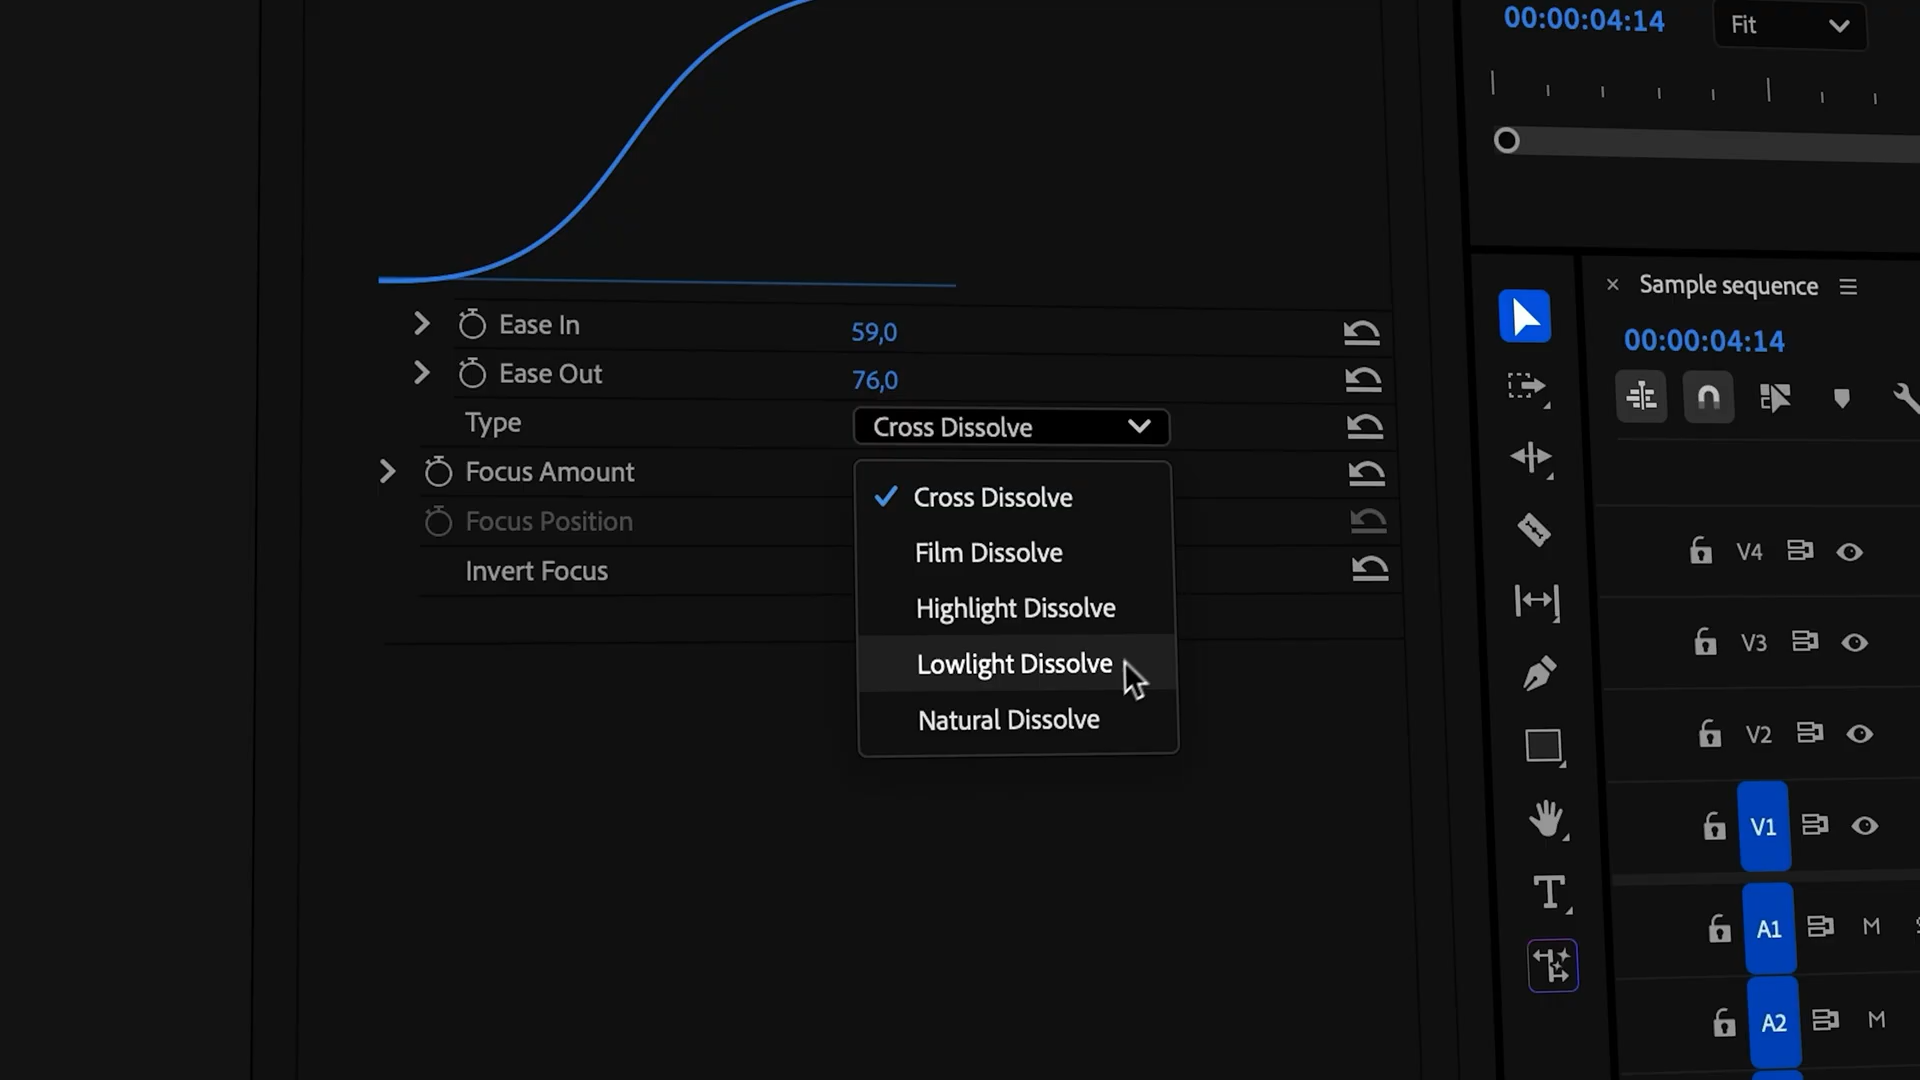 00:00:04:14
Fit
Ease In
59,0
Ease Out
76,0
Type
Cross Dissolve
Focus Amount
Focus Position
Invert Focus
Cross Dissolve
Film Dissolve
Highlight Dissolve
Lowlight Dissolve
Natural Dissolve
Sample sequence
00:00:04:14
V4
V3
V2
V1
A1
M
A2
M